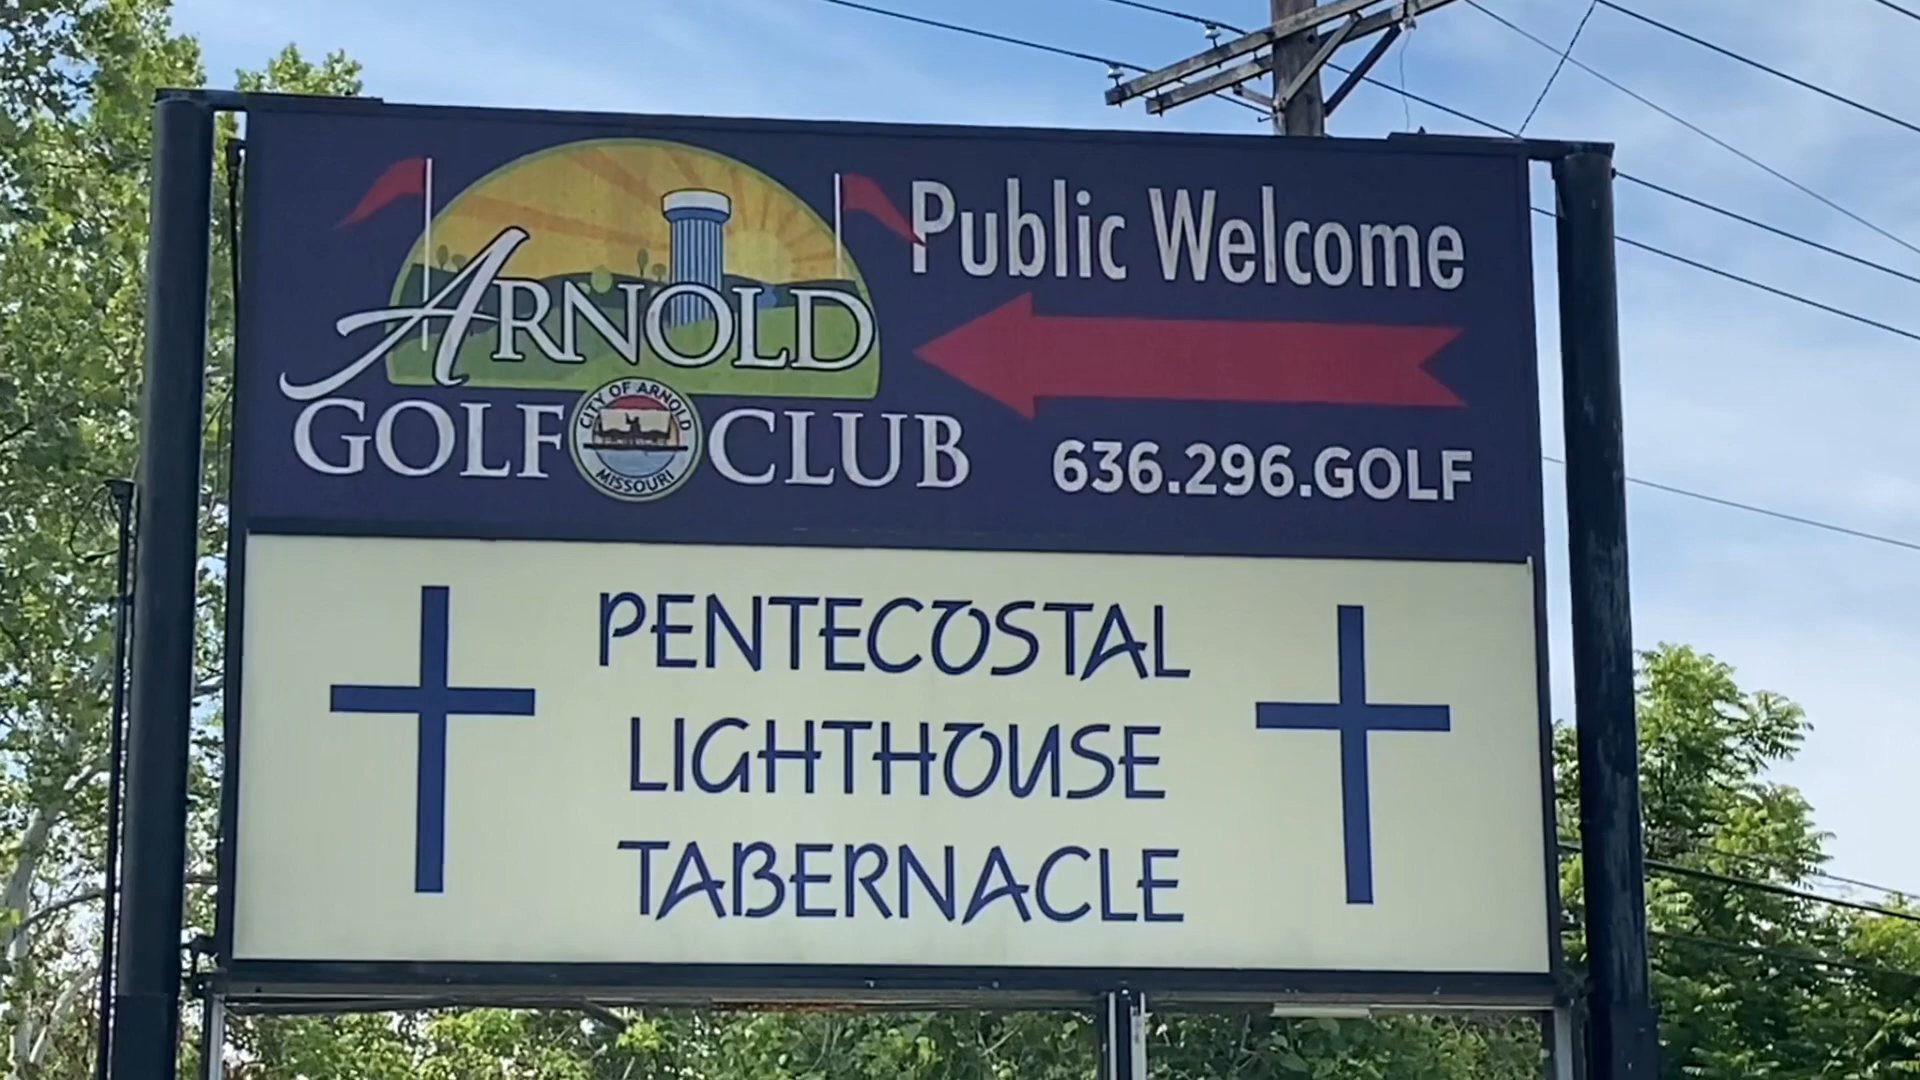 Public Welcome
ARNOLD
CITY OF ARNOLD
GOLF CLUB
MISSOURI
636.296.GOLF
PENTECOSTAL
LIGHTHOUSE
TABERNACLE